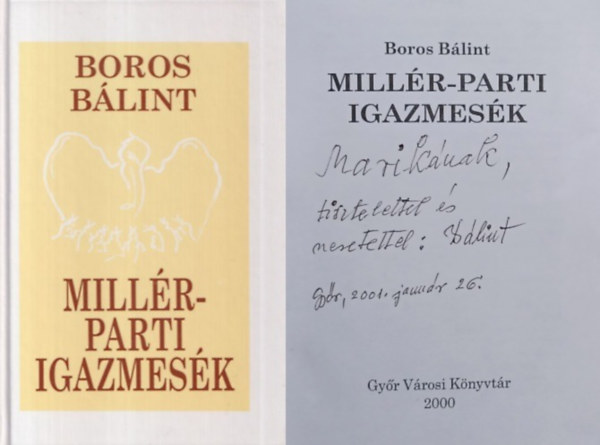 BOROS
BÁLINT
MILLÉR-
PARTI
IGAZMESÉK
Boros Bálint
MILLÉR-PARTI
IGAZMESÉK
Marikának,
tisztelettel és
szeretettel: Bálint
Győr, 2001. január 26.
Győr Városi Könyvtár
2000